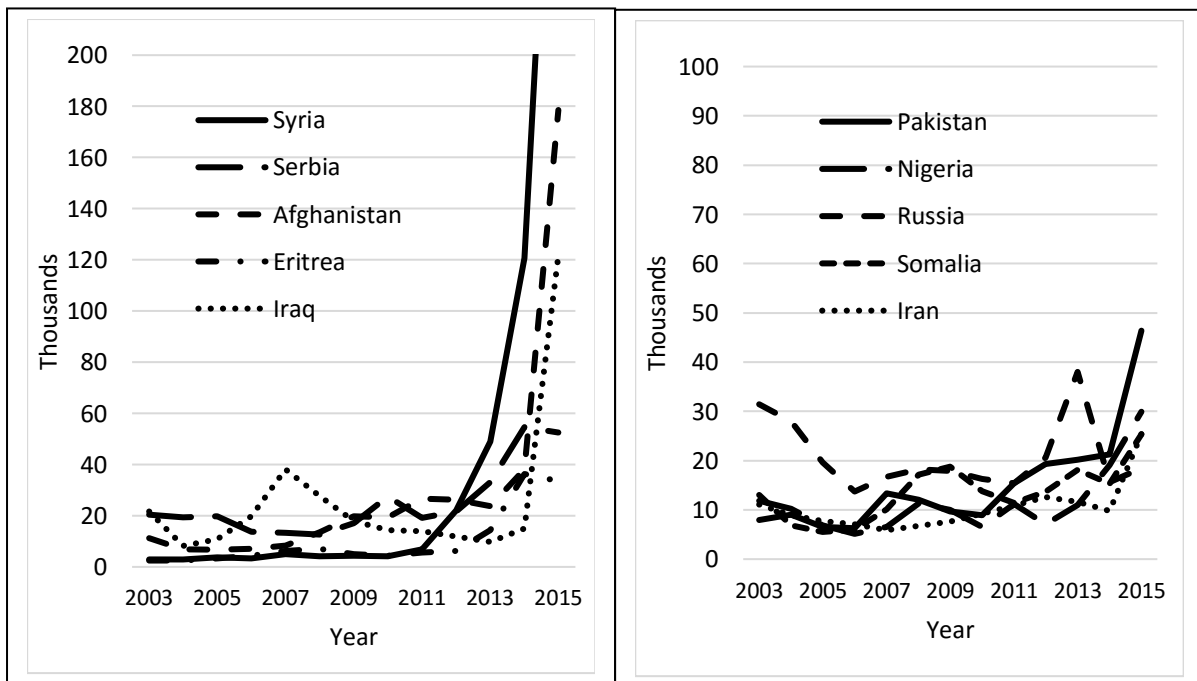 200
180
160
140
120
100
80
60
40
20
0
Thousands
Syria
Serbia
Afghanistan
Eritrea
Iraq
2003 2005 2007 2009 2011 2013 2015
Year
100
90
80
70
60
50
40
30
20
10
0
Thousands
Pakistan
Nigeria
Russia
Somalia
Iran
2003 2005 2007 2009 2011 2013 2015
Year